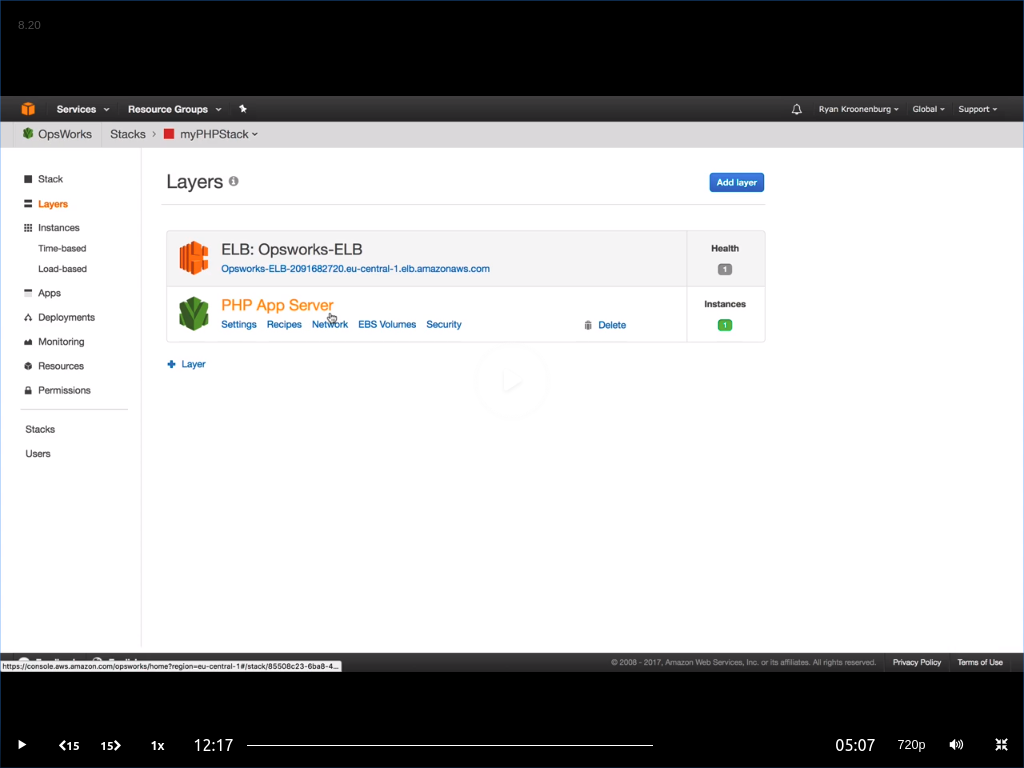 8.20
Services Resource Groups Ryan Kroonenburg Global Support
OpsWorks Stacks myPHPStack
Stack
Layers
Instances
Time-based
Load-based
Apps
Deployments
Monitoring
Resources
Permissions
Stacks
Users
Layers
Add layer
ELB: Opsworks-ELB
Opsworks-ELB-2091682720.eu-central-1.elb.amazonaws.com
Health
1
PHP App Server
Settings Recipes Network EBS Volumes Security Delete
Instances
1
Layer
https://console.aws.amazon.com/opsworks/home?region=eu-central-1#/stack/85508c23-6ba8-4...
© 2008 - 2017, Amazon Web Services, Inc. or its affiliates. All rights reserved. Privacy Policy Terms of Use
15 15 1x 12:17 05:07 720p